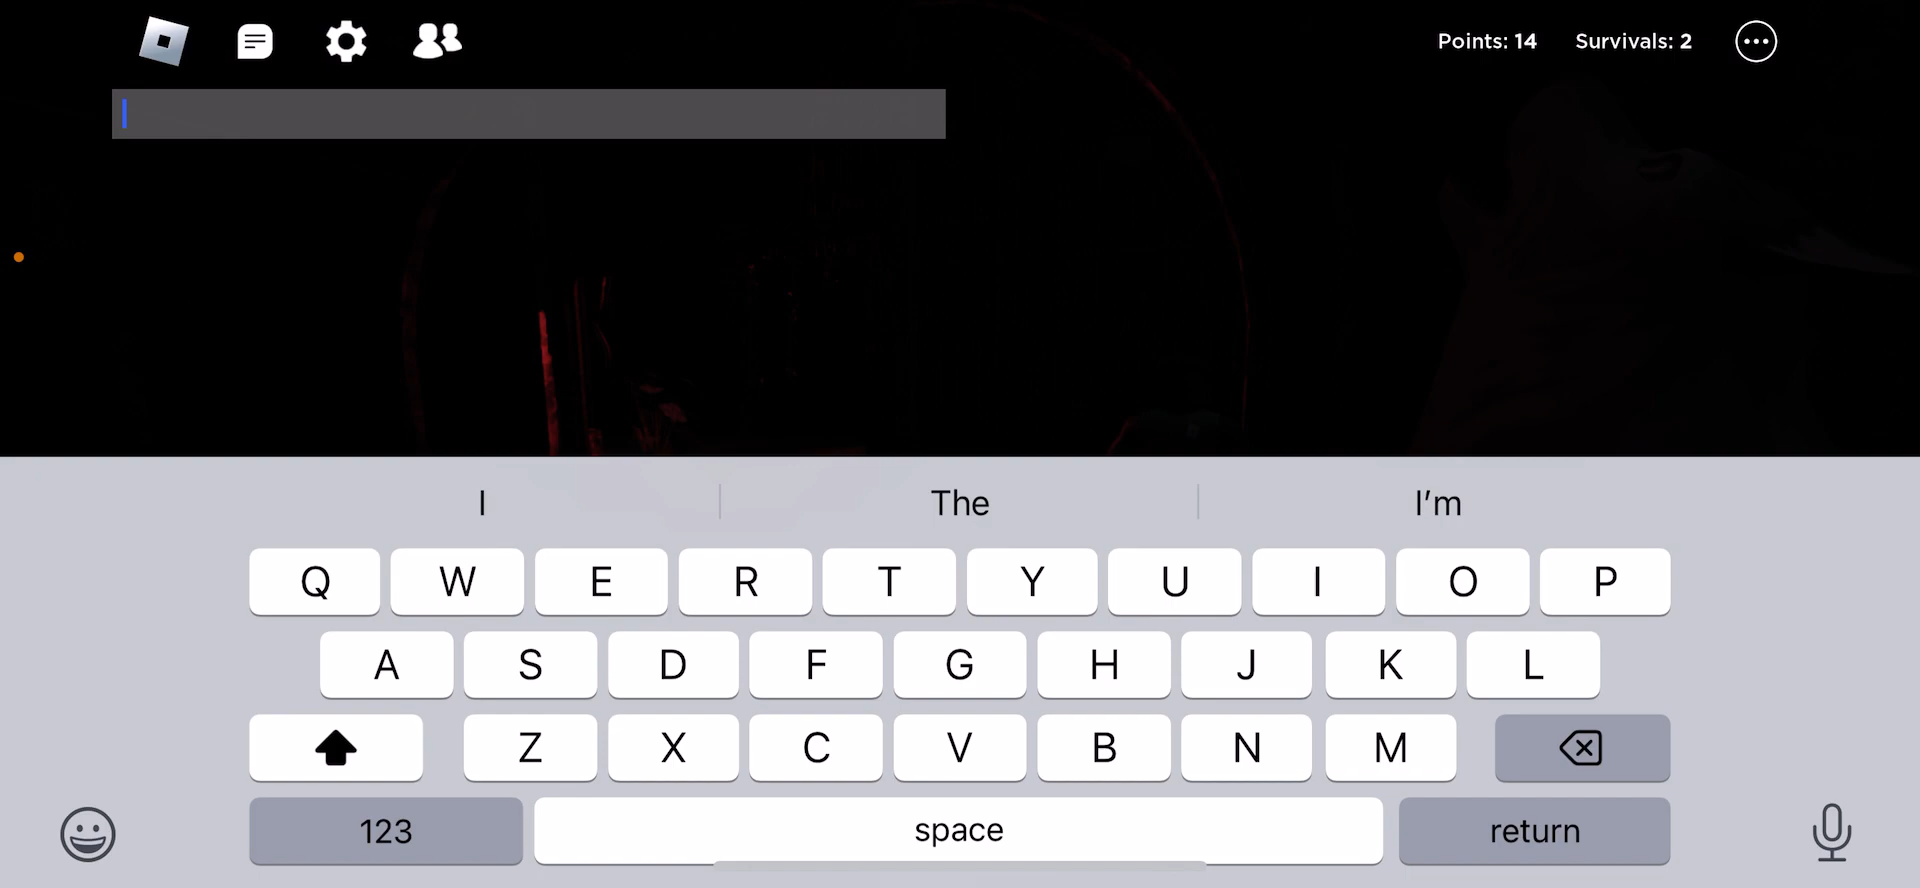 Points: 14 Survivals: 2
I The I'm
Q W E R T Y U I O P
A S D F G H J K L
Z X C V B N M
123 space return